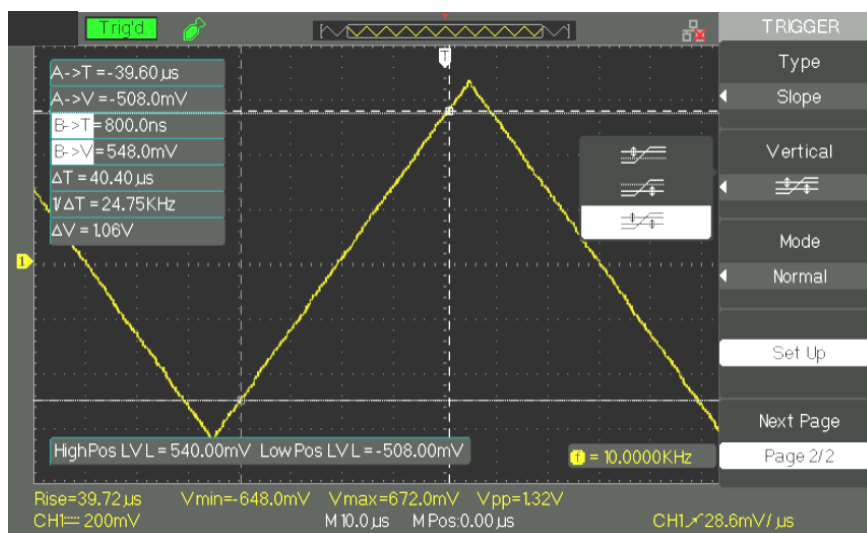 Trig'd
TRIGGER
T
A->T=-39.60µs
A->V=-508.0mV
B->T=800.0ns
B->V=548.0mV
ΔT=40.40µs
1/ΔT=24.75KHz
ΔV=1.06V
Type
Slope
Vertical
Mode
Normal
1
Set Up
Next Page
Page 2/2
HighPos LVL=540.00mV LowPos LVL=-508.00mV
f = 10.0000KHz
Rise=39.72µs Vmin=-648.0mV Vmax=672.0mV Vpp=1.32V
CH1 200mV M 10.0µs M Pos:0.00µs CH1 28.6mV/µs